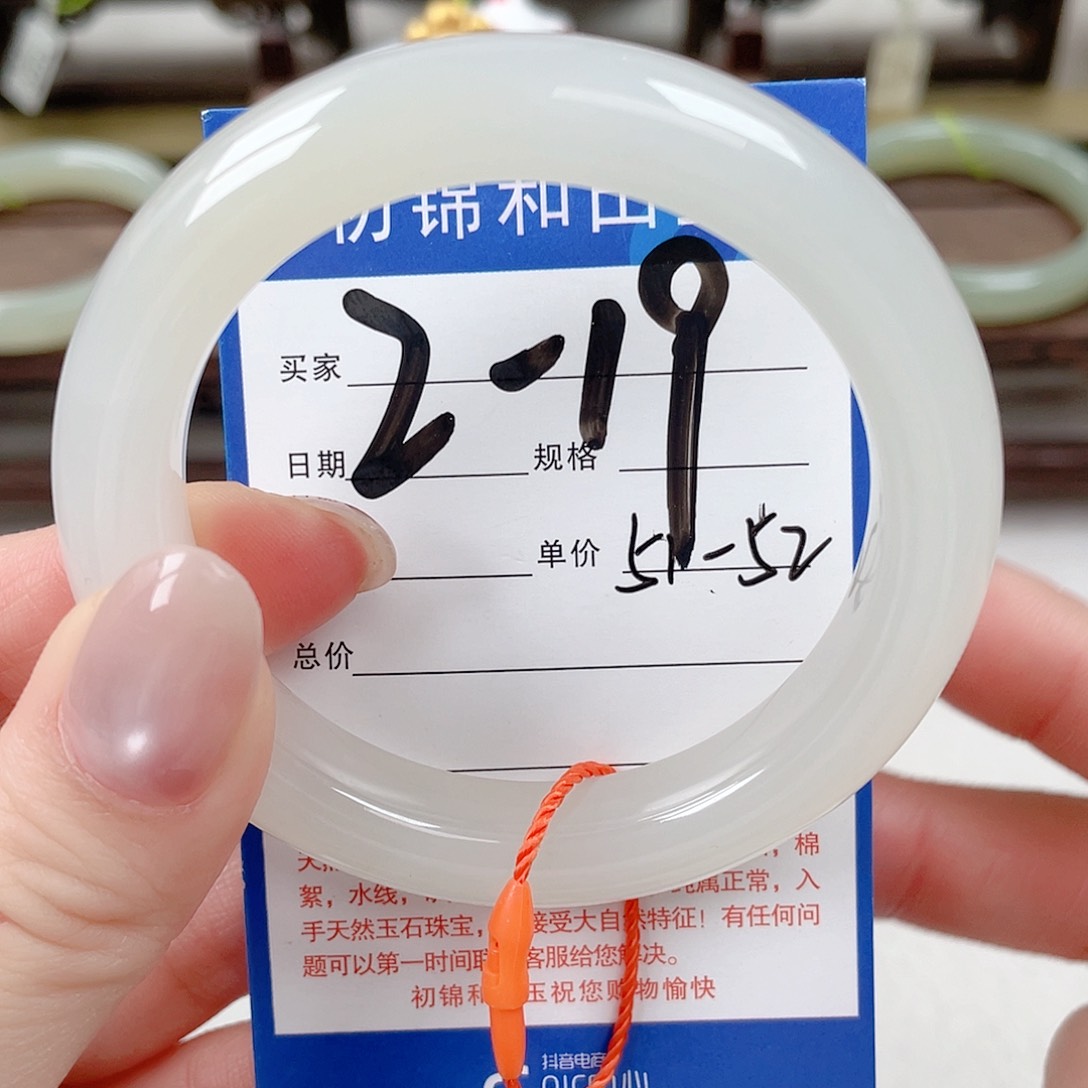 初锦和田
2-19
买家
日期
规格
单价 51-52
总价
，棉
絮，水线，
属正常，入
手天然玉石珠宝，
接受大自然特征！有任何问
题可以第一时间联
客服给您解决。
初锦和
玉祝您购物愉快
抖音电商